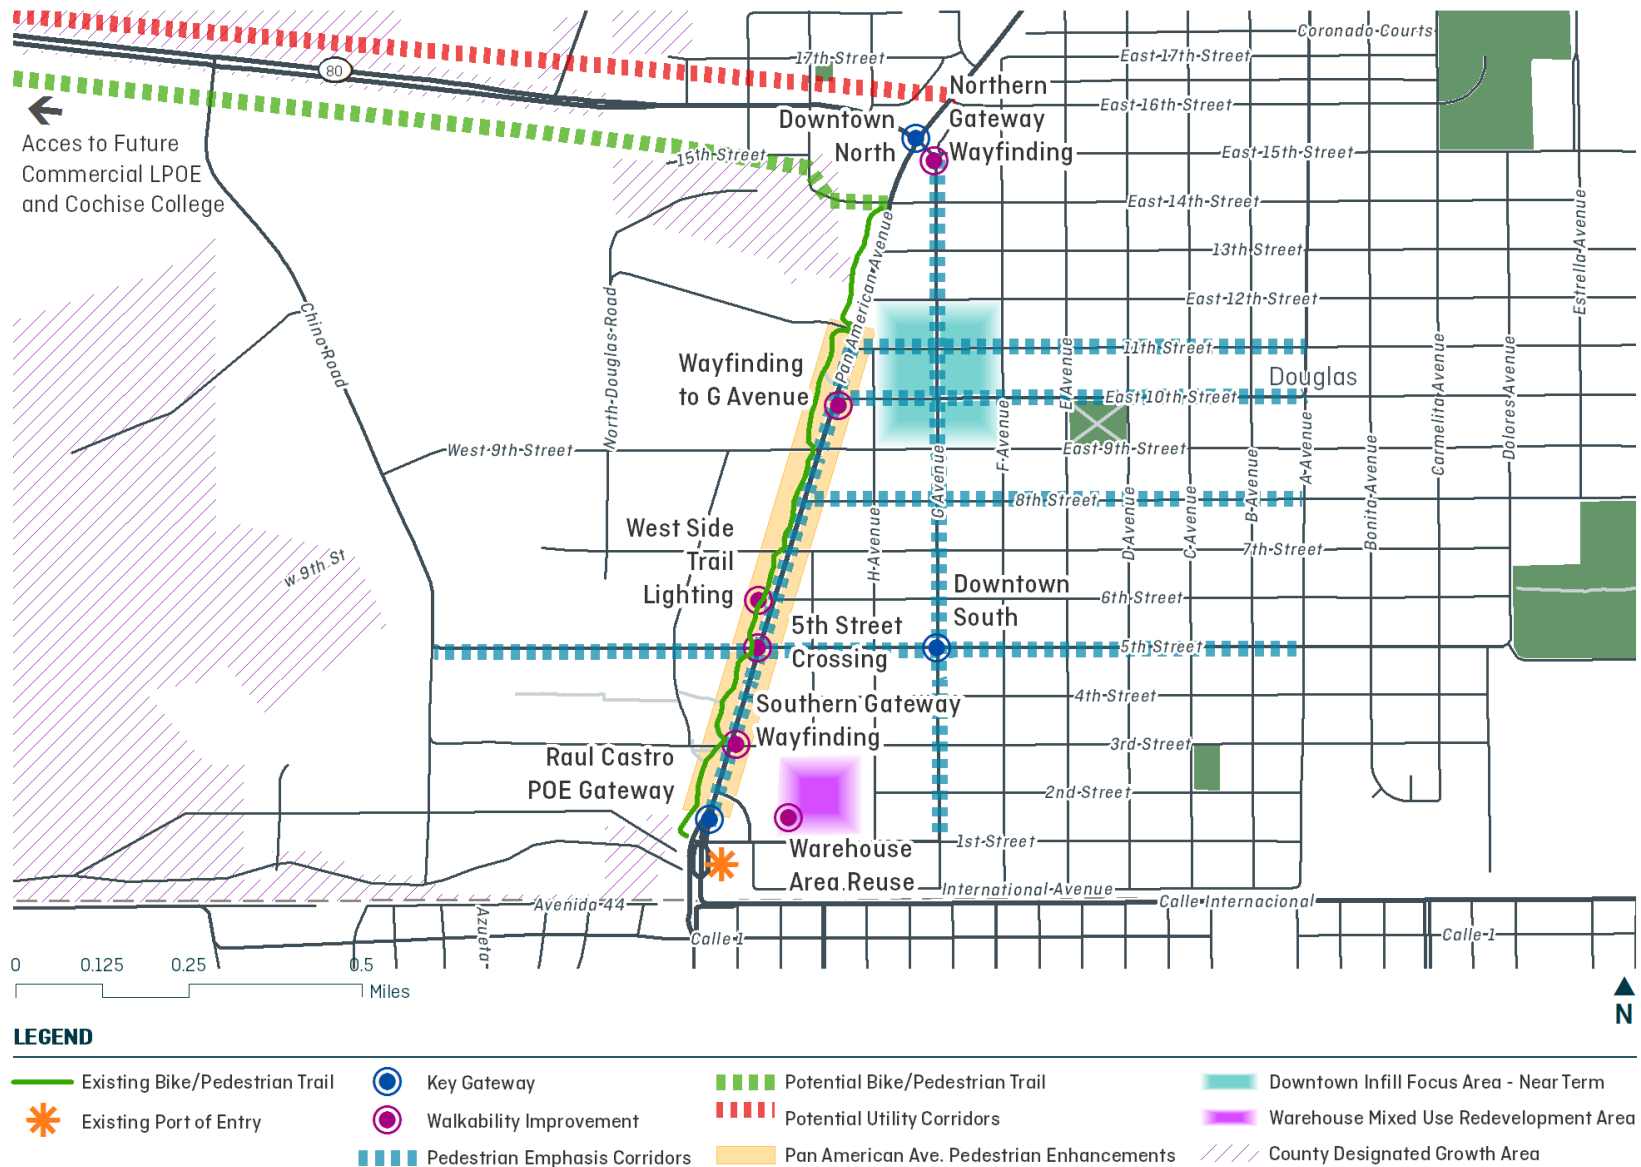 Coronado Courts
17th Street
East 17th Street
80
Northern
Gateway
Wayfinding
East 16th Street
Acces to Future
Commercial LPOE
and Cochise College
Downtown
North
15th Street
East 15th Street
East 14th Street
Estrella Avenue
Pan American Avenue
13th Street
East 12th Street
Chino Road
North Douglas Road
Wayfinding
to G Avenue
11th Street
E Avenue
Douglas
East 10th Street
Carmelita Avenue
Dolores Avenue
West 9th Street
East 9th Street
F Avenue
A Avenue
G Avenue
B Avenue
Bonita Avenue
8th Street
D Avenue
C Avenue
H Avenue
West Side
Trail
Lighting
7th Street
w 9th St
Downtown
South
6th Street
5th Street
Crossing
5th Street
4th Street
Southern Gateway
Wayfinding
3rd Street
Raul Castro
POE Gateway
2nd Street
1st Street
Warehouse
Area Reuse
International Avenue
Avenida 44
Calle Internacional
Azueta
Calle 1
Calle 1
0 0.125 0.25 0.5
Miles
N
LEGEND
Existing Bike/Pedestrian Trail
Existing Port of Entry
Key Gateway
Walkability Improvement
Pedestrian Emphasis Corridors
Potential Bike/Pedestrian Trail
Potential Utility Corridors
Pan American Ave. Pedestrian Enhancements
Downtown Infill Focus Area - Near Term
Warehouse Mixed Use Redevelopment Area
County Designated Growth Area